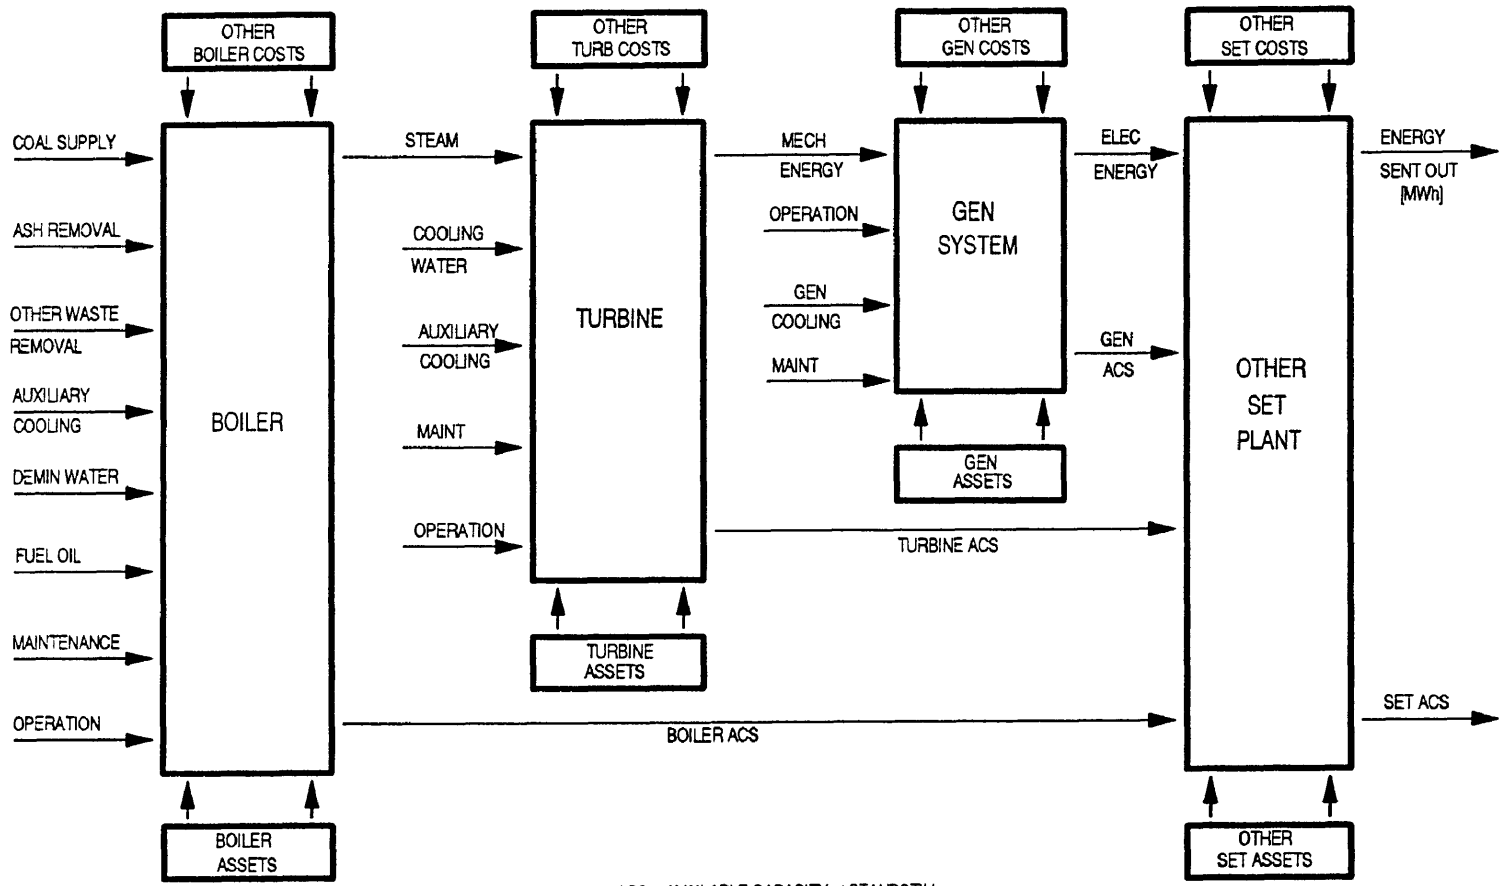 OTHER
BOILER COSTS
OTHER
TURB COSTS
OTHER
GEN COSTS
OTHER
SET COSTS
COAL SUPPLY
ASH REMOVAL
OTHER WASTE
REMOVAL
AUXILIARY
COOLING
DEMIN WATER
FUEL OIL
MAINTENANCE
OPERATION
BOILER
BOILER
ASSETS
STEAM
COOLING
WATER
AUXILIARY
COOLING
MAINT
OPERATION
TURBINE
TURBINE
ASSETS
MECH
ENERGY
OPERATION
GEN
COOLING
MAINT
GEN
SYSTEM
GEN
ASSETS
ELEC
ENERGY
GEN
ACS
TURBINE ACS
BOILER ACS
OTHER
SET
PLANT
OTHER
SET ASSETS
ENERGY
SENT OUT
[MWh]
SET ACS